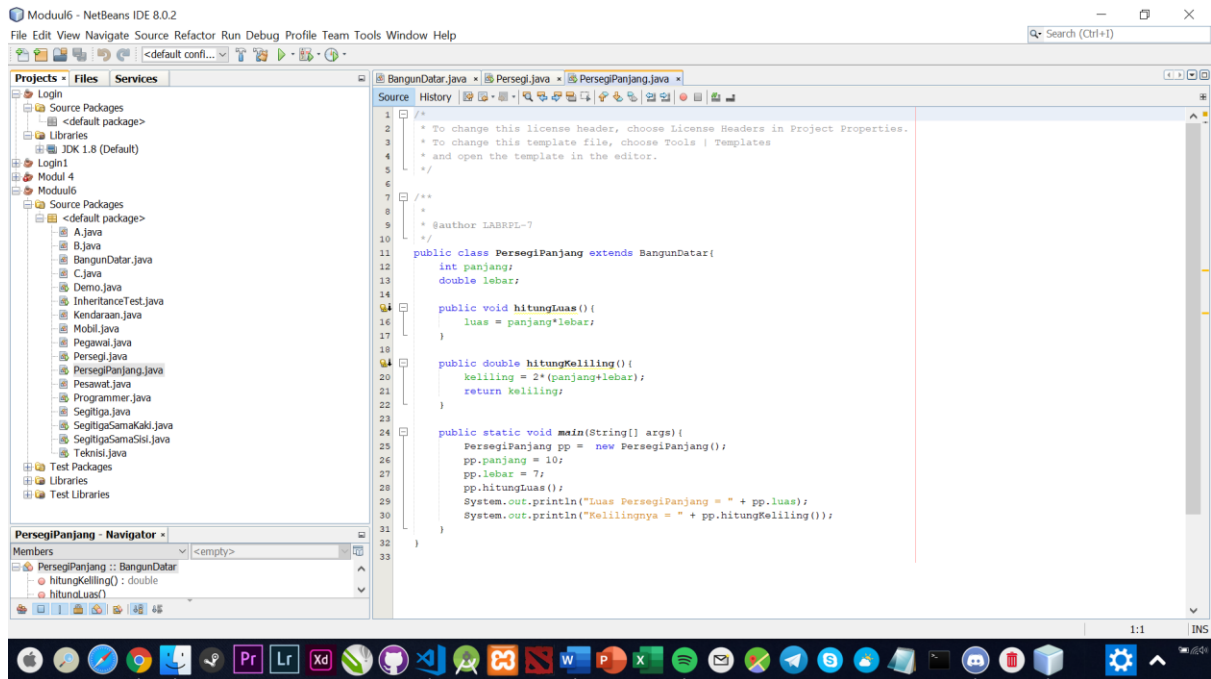 Moduul6 - NetBeans IDE 8.0.2
File Edit View Navigate Source Refactor Run Debug Profile Team Tools Window Help
Search (Ctrl+I)
<default confi...
Projects × Files Services
Login
Source Packages
<default package>
Libraries
JDK 1.8 (Default)
Login1
Modul 4
Moduul6
Source Packages
<default package>
A.java
B.java
BangunDatar.java
C.java
Demo.java
InheritanceTest.java
Kendaraan.java
Mobil.java
Pegawai.java
Persegi.java
PersegiPanjang.java
Pesawat.java
Programmer.java
Segitiga.java
SegitigaSamaKaki.java
SegitigaSamaSisi.java
Teknisi.java
Test Packages
Libraries
Test Libraries
PersegiPanjang - Navigator ×
Members <empty>
PersegiPanjang :: BangunDatar
hitungKeliling() : double
hitungLuas()
BangunDatar.java × Persegi.java × PersegiPanjang.java ×
Source History
1 /*
2 * To change this license header, choose License Headers in Project Properties.
3 * To change this template file, choose Tools | Templates
4 * and open the template in the editor.
5 */
6
7 /**
8 *
9 * @author LABRPL-7
10 */
11 public class PersegiPanjang extends BangunDatar{
12 int panjang;
13 double lebar;
14
public void hitungLuas(){
16 luas = panjang*lebar;
17 }
18
public double hitungKeliling(){
20 keliling = 2*(panjang+lebar);
21 return keliling;
22 }
23
24 public static void main(String[] args){
25 PersegiPanjang pp = new PersegiPanjang();
26 pp.panjang = 10;
27 pp.lebar = 7;
28 pp.hitungLuas();
29 System.out.println("Luas PersegiPanjang = " + pp.luas);
30 System.out.println("Kelilingnya = " + pp.hitungKeliling());
31 }
32 }
33
1:1 INS
Pr Lr Xd W P X S